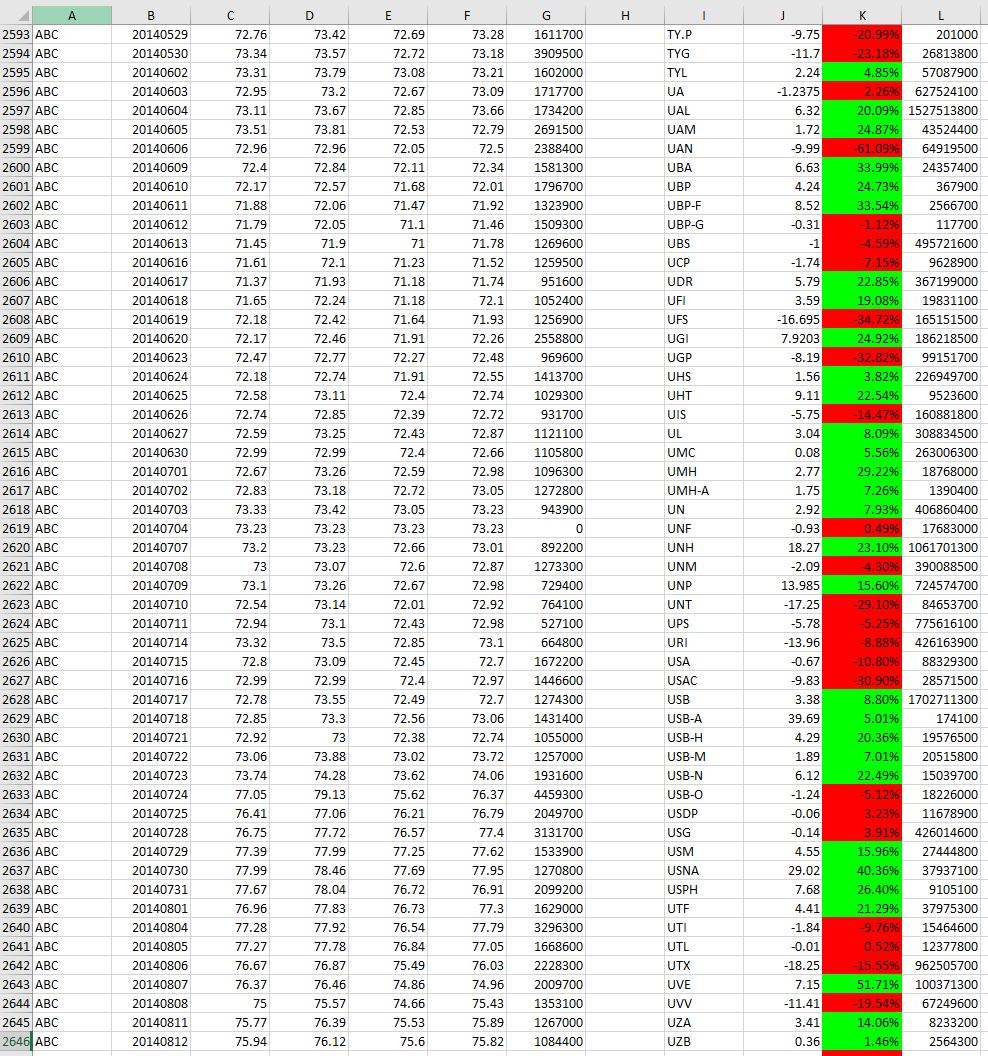 A B C D E F G H I J K L
2593 ABC 20140529 72.76 73.42 72.69 73.28 1611700 TY.P -9.75 -20.99% 201000
2594 ABC 20140530 73.34 73.57 72.72 73.18 3909500 TYG -11.7 -23.18% 26813800
2595 ABC 20140602 73.31 73.79 73.08 73.21 1602000 TYL 2.24 4.85% 57087900
2596 ABC 20140603 72.95 73.2 72.67 73.09 1717700 UA -1.2375 2.26% 627524100
2597 ABC 20140604 73.11 73.67 72.85 73.66 1734200 UAL 6.32 20.09% 1527513800
2598 ABC 20140605 73.51 73.81 72.53 72.79 2691500 UAM 1.72 24.87% 43524400
2599 ABC 20140606 72.96 72.96 72.05 72.5 2388400 UAN -9.99 -61.09% 64919500
2600 ABC 20140609 72.4 72.84 72.11 72.34 1581300 UBA 6.63 33.99% 24357400
2601 ABC 20140610 72.17 72.57 71.68 72.01 1796700 UBP 4.24 24.73% 367900
2602 ABC 20140611 71.88 72.06 71.47 71.92 1323900 UBP-F 8.52 33.54% 2566700
2603 ABC 20140612 71.79 72.05 71.1 71.46 1509300 UBP-G -0.31 -1.12% 117700
2604 ABC 20140613 71.45 71.9 71 71.78 1269600 UBS -1 -4.59% 495721600
2605 ABC 20140616 71.61 72.1 71.23 71.52 1259500 UCP -1.74 -7.15% 9628900
2606 ABC 20140617 71.37 71.93 71.18 71.74 951600 UDR 5.79 22.85% 367199000
2607 ABC 20140618 71.65 72.24 71.18 72.1 1052400 UFI 3.59 19.08% 19831100
2608 ABC 20140619 72.18 72.42 71.64 71.93 1256900 UFS -16.695 -34.72% 165151500
2609 ABC 20140620 72.17 72.46 71.91 72.26 2558800 UGI 7.9203 24.92% 186218500
2610 ABC 20140623 72.47 72.77 72.27 72.48 969600 UGP -8.19 -32.82% 99151700
2611 ABC 20140624 72.18 72.74 71.91 72.55 1413700 UHS 1.56 3.82% 226949700
2612 ABC 20140625 72.58 73.11 72.4 72.74 1029300 UHT 9.11 22.54% 9523600
2613 ABC 20140626 72.74 72.85 72.39 72.72 931700 UIS -5.75 -14.47% 160881800
2614 ABC 20140627 72.59 73.25 72.43 72.87 1121100 UL 3.04 8.09% 308834500
2615 ABC 20140630 72.99 72.99 72.4 72.66 1105800 UMC 0.08 5.56% 263006300
2616 ABC 20140701 72.67 73.26 72.59 72.98 1096300 UMH 2.77 29.22% 18768000
2617 ABC 20140702 72.83 73.18 72.72 73.05 1272800 UMH-A 1.75 7.26% 1390400
2618 ABC 20140703 73.33 73.42 73.05 73.23 943900 UN 2.92 7.93% 406860400
2619 ABC 20140704 73.23 73.23 73.23 73.23 0 UNF -0.93 0.49% 17683000
2620 ABC 20140707 73.2 73.23 72.66 73.01 892200 UNH 18.27 23.10% 1061701300
2621 ABC 20140708 73 73.07 72.6 72.87 1273300 UNM -2.09 -4.30% 390088500
2622 ABC 20140709 73.1 73.26 72.67 72.98 729400 UNP 13.985 15.60% 724574700
2623 ABC 20140710 72.54 73.14 72.01 72.92 764100 UNT -17.25 -29.10% 84653700
2624 ABC 20140711 72.94 73.1 72.43 72.98 527100 UPS -5.78 -5.25% 775616100
2625 ABC 20140714 73.32 73.5 72.85 73.1 664800 URI -13.96 -8.88% 426163900
2626 ABC 20140715 72.8 73.09 72.45 72.7 1672200 USA -0.67 -10.80% 88329300
2627 ABC 20140716 72.99 72.99 72.4 72.97 1446600 USAC -9.83 -30.90% 28571500
2628 ABC 20140717 72.78 73.55 72.49 72.7 1274300 USB 3.38 8.80% 1702711300
2629 ABC 20140718 72.85 73.3 72.56 73.06 1431400 USB-A 39.69 5.01% 174100
2630 ABC 20140721 72.92 73 72.38 72.74 1055000 USB-H 4.29 20.36% 19576500
2631 ABC 20140722 73.06 73.88 73.02 73.72 1257000 USB-M 1.89 7.01% 20515800
2632 ABC 20140723 73.74 74.28 73.62 74.06 1931600 USB-N 6.12 22.49% 15039700
2633 ABC 20140724 77.05 79.13 75.62 76.37 4459300 USB-O -1.24 -5.12% 18226000
2634 ABC 20140725 76.41 77.06 76.21 76.79 2049700 USDP -0.06 3.23% 11678900
2635 ABC 20140728 76.75 77.72 76.57 77.4 3131700 USG -0.14 3.91% 426014600
2636 ABC 20140729 77.39 77.99 77.25 77.62 1533900 USM 4.55 15.96% 27444800
2637 ABC 20140730 77.99 78.46 77.69 77.95 1270800 USNA 29.02 40.36% 37937100
2638 ABC 20140731 77.67 78.04 76.72 76.91 2099200 USPH 7.68 26.40% 9105100
2639 ABC 20140801 76.96 77.83 76.73 77.3 1629000 UTF 4.41 21.29% 37975300
2640 ABC 20140804 77.28 77.92 76.54 77.79 3296300 UTI -1.84 -9.76% 15464600
2641 ABC 20140805 77.27 77.78 76.84 77.05 1668600 UTL -0.01 0.52% 12377800
2642 ABC 20140806 76.67 76.87 75.49 76.03 2228300 UTX -18.25 -15.55% 962505700
2643 ABC 20140807 76.37 76.46 74.86 74.96 2009700 UVE 7.15 51.71% 100371300
2644 ABC 20140808 75 75.57 74.66 75.43 1353100 UVV -11.41 -19.54% 67249600
2645 ABC 20140811 75.77 76.39 75.53 75.89 1267000 UZA 3.41 14.06% 8233200
2646 ABC 20140812 75.94 76.12 75.6 75.82 1084400 UZB 0.36 1.46% 2564300